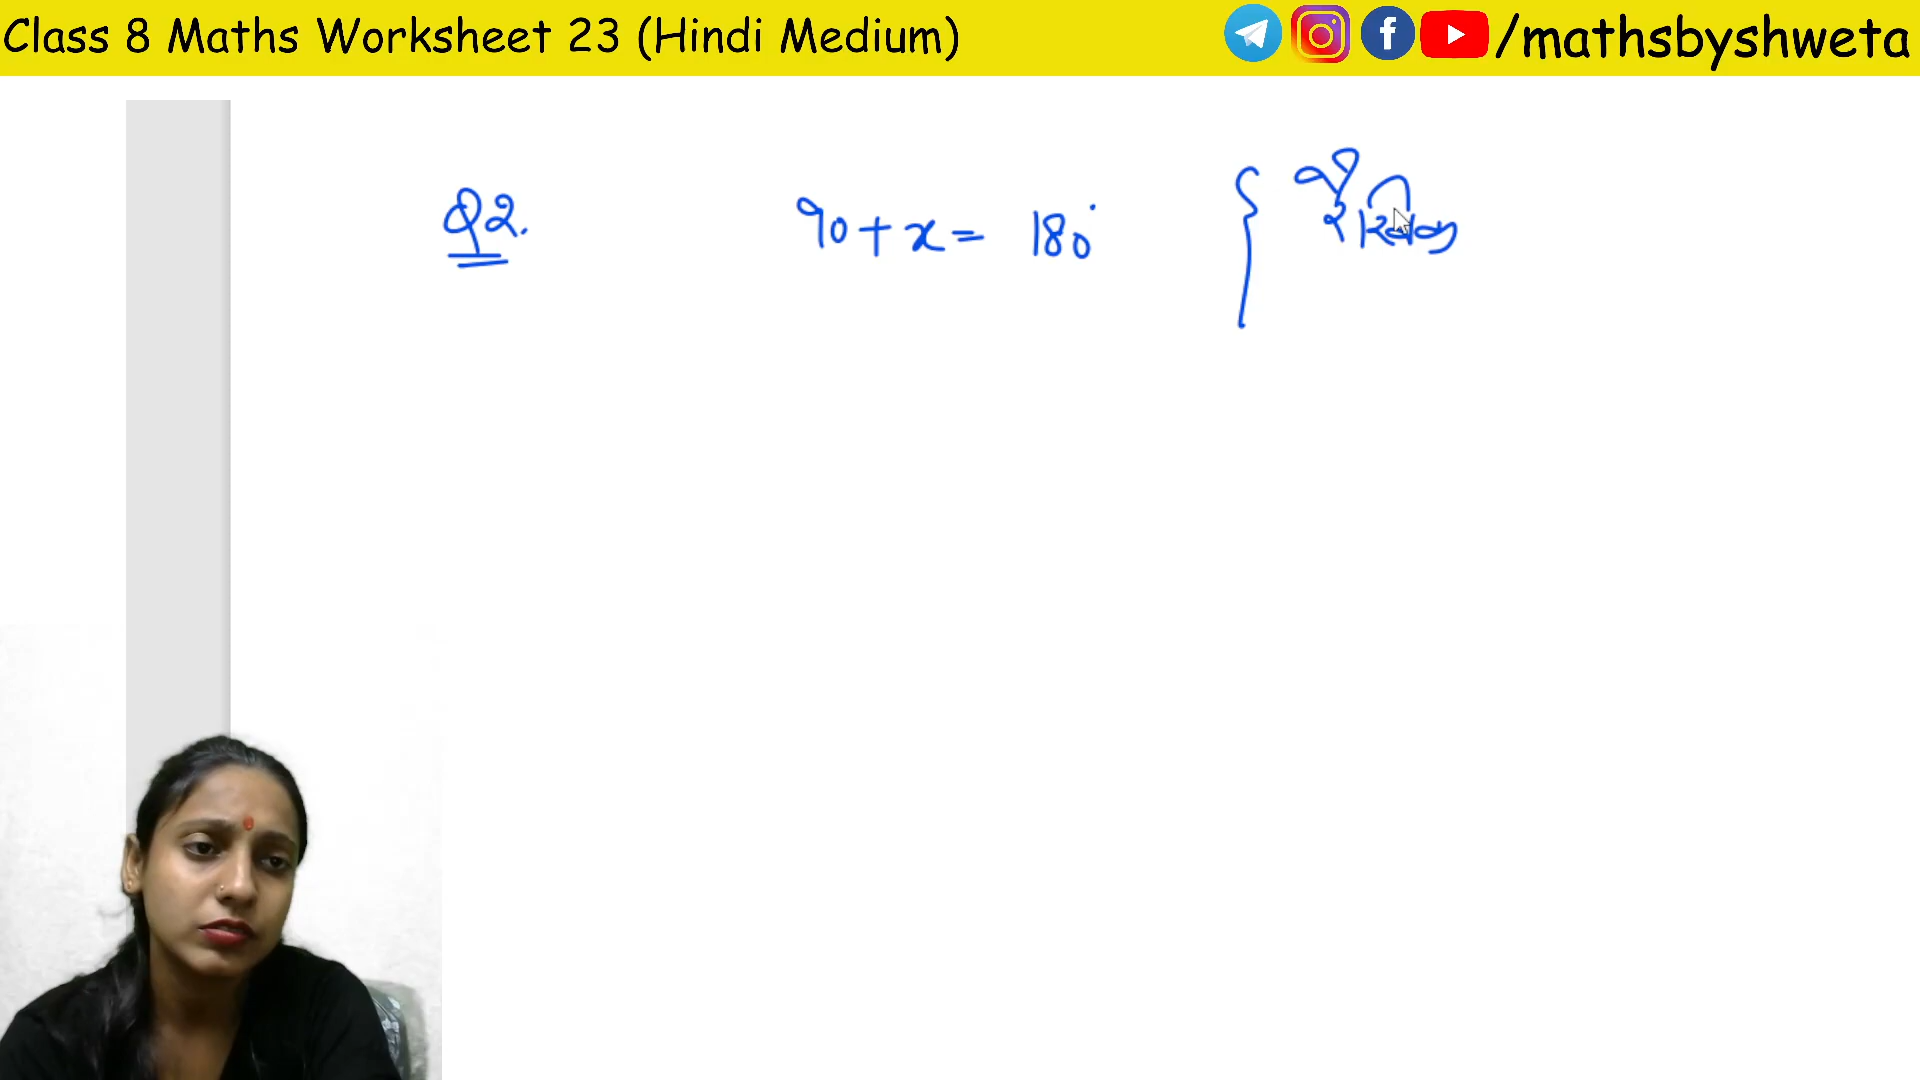 Class 8 Maths Worksheet 23 (Hindi Medium)
/mathsbyshweta
Q2. 90 + x = 180° { रैखिक